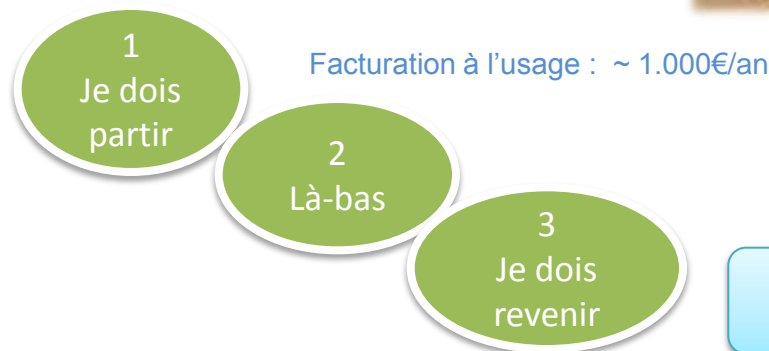 1
Je dois
partir
Facturation à l’usage : ~ 1.000€/an
2
Là-bas
3
Je dois
revenir